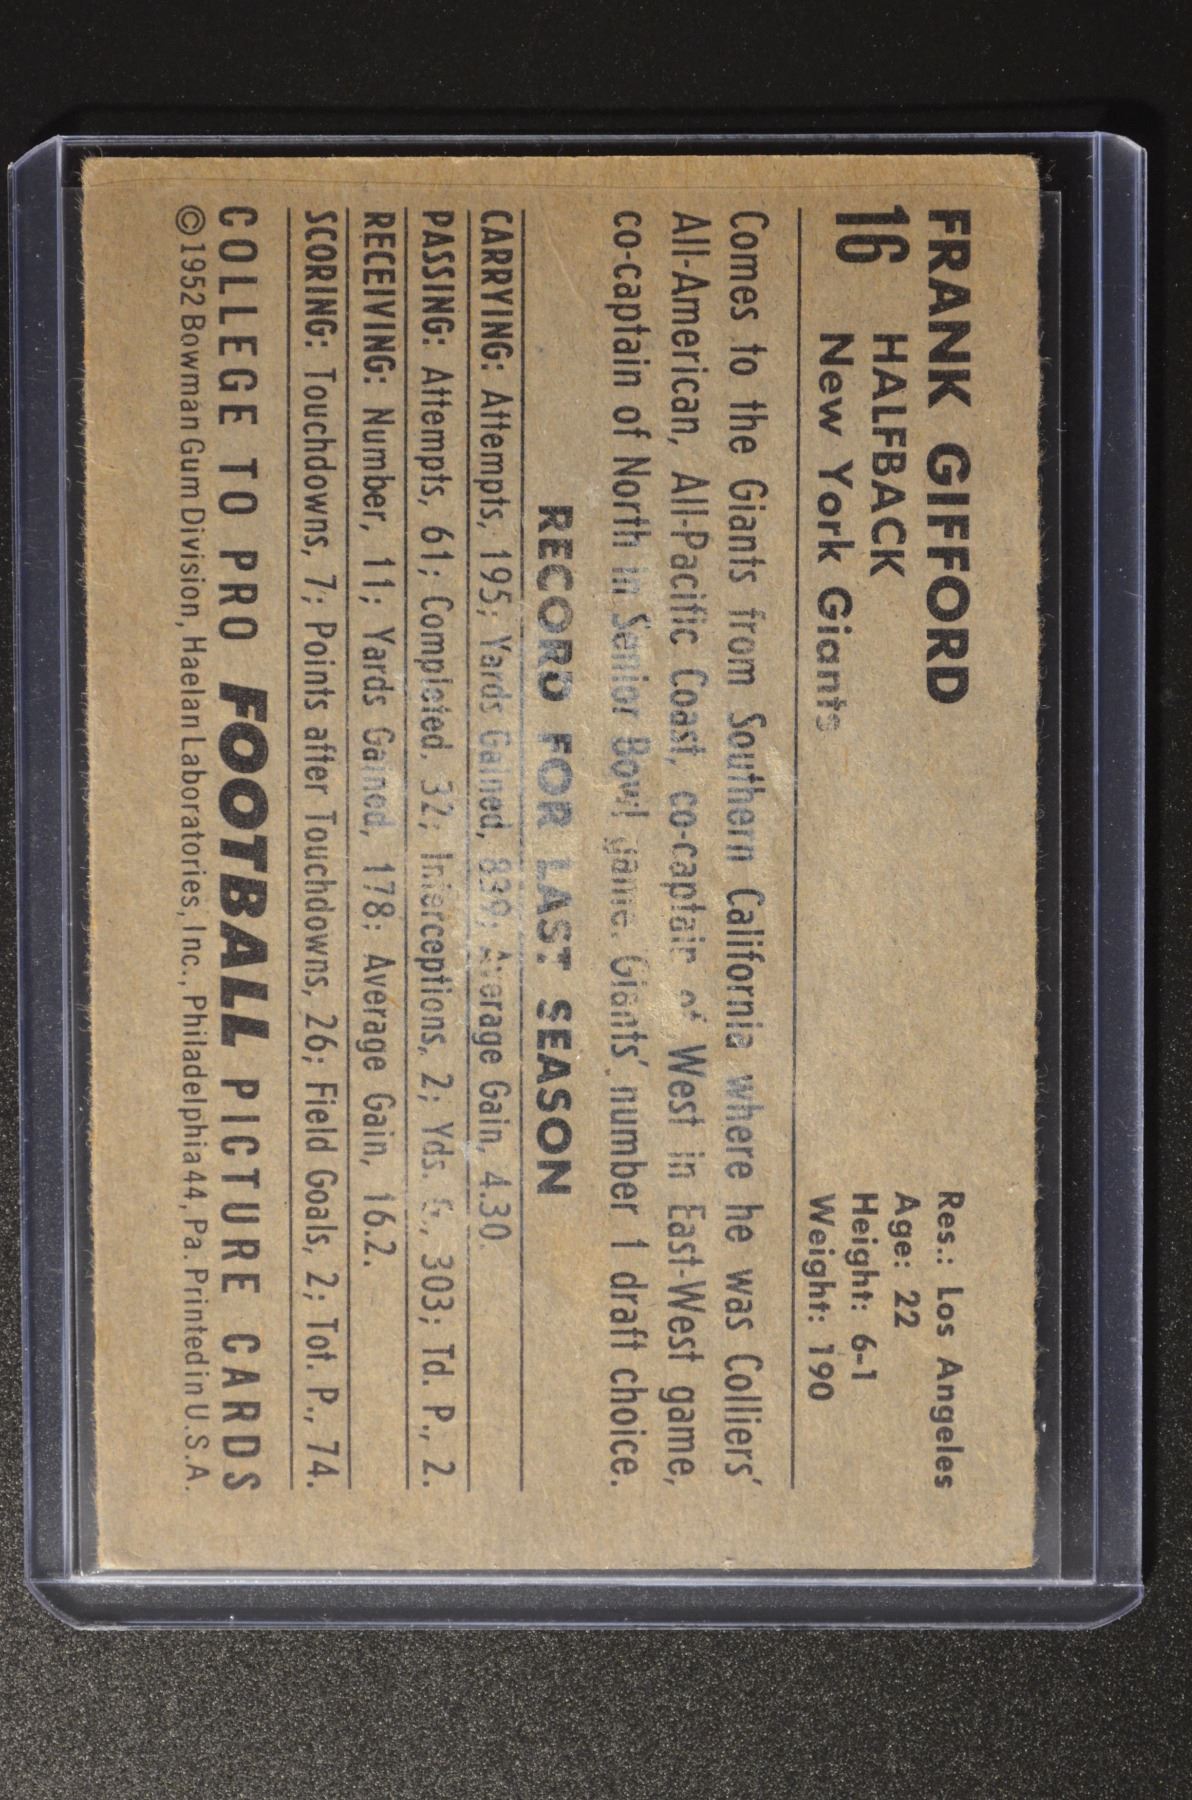 FRANK GIFFORD
16 HALFBACK
New York Giants
Res.: Los Angeles
Age: 22
Height: 6-1
Weight: 190
Comes to the Giants from Southern California where he was Colliers'
All-American, All-Pacific Coast, co-captain of West in East-West game,
co-captain of North in Senior Bowl game. Giants' number 1 draft choice.
RECORD FOR LAST SEASON
CARRYING: Attempts, 195; Yards Gained, 839; Average Gain, 4.30.
PASSING: Attempts, 61; Completed, 32; Interceptions, 2; Yds. G., 303; Td. P., 2.
RECEIVING: Number, 11; Yards Gained, 178; Average Gain, 16.2.
SCORING: Touchdowns, 7; Points after Touchdowns, 26; Field Goals, 2; Tot. P., 74.
COLLEGE TO PRO FOOTBALL PICTURE CARDS
©1952 Bowman Gum Division, Haelan Laboratories, Inc., Philadelphia 44, Pa. Printed in U.S.A.